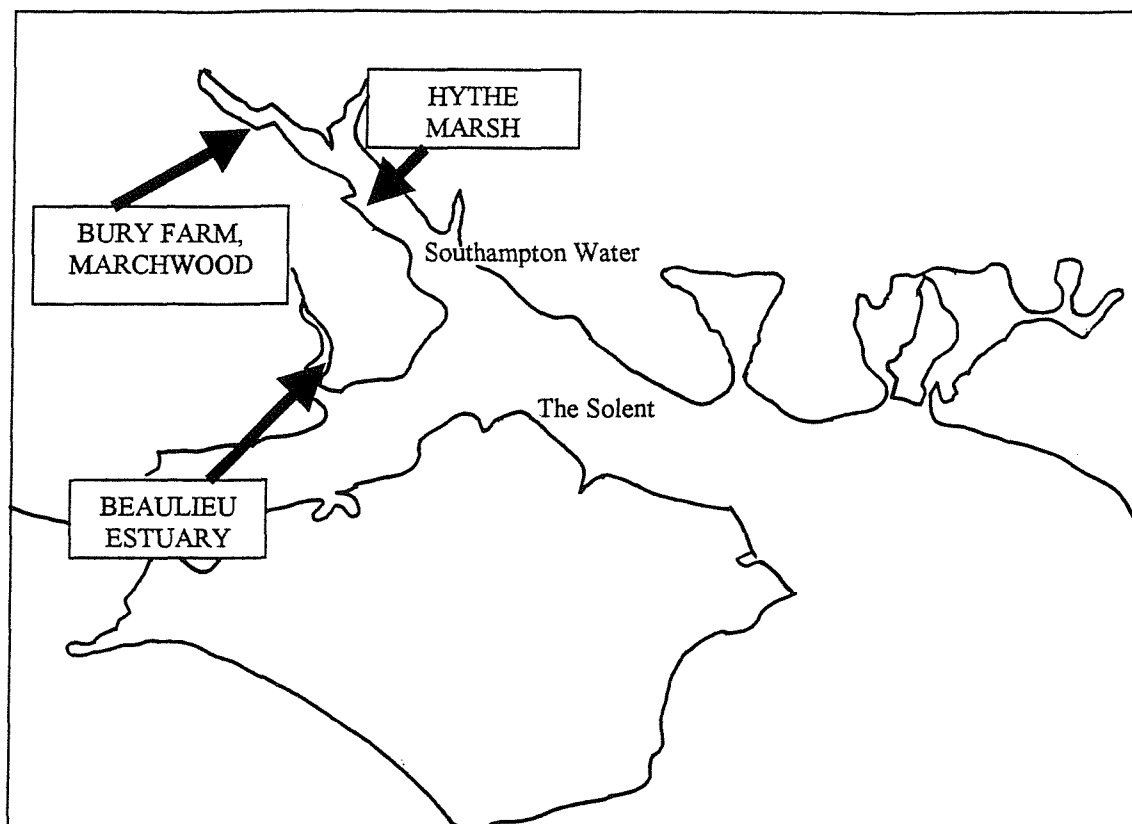 HYTHE
MARSH
BURY FARM,
MARCHWOOD
Southampton Water
The Solent
BEAULIEU
ESTUARY